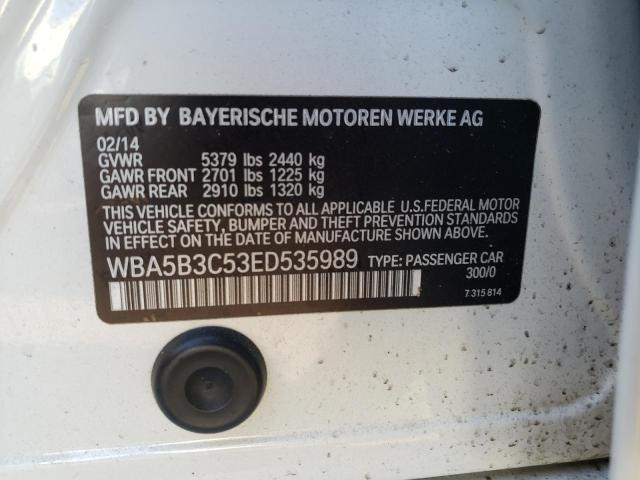 MFD BY BAYERISCHE MOTOREN WERKE AG
02/14
GVWR 5379 lbs 2440 kg
GAWR FRONT 2701 lbs 1225 kg
GAWR REAR 2910 lbs 1320 kg
THIS VEHICLE CONFORMS TO ALL APPLICABLE U.S.FEDERAL MOTOR
VEHICLE SAFETY, BUMPER AND THEFT PREVENTION STANDARDS
IN EFFECT ON THE DATE OF MANUFACTURE SHOWN ABOVE.
WBA5B3C53ED535989 TYPE: PASSENGER CAR
300/0
7 315 814